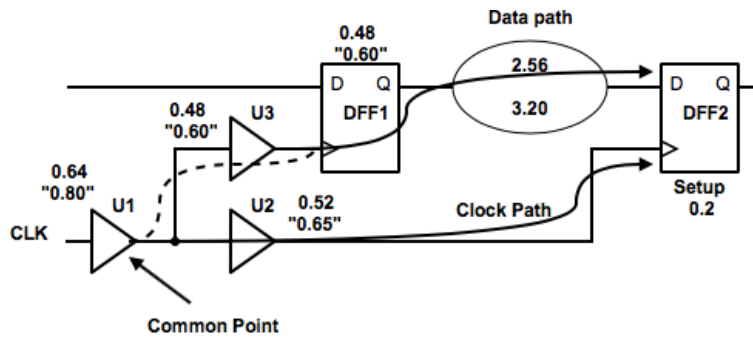 Data path
0.48
"0.60"
2.56
D Q
DFF1
3.20
D Q
DFF2
0.48
"0.60"
U3
0.64
"0.80"
U1
U2
0.52
"0.65"
Clock Path
Setup
0.2
CLK
Common Point